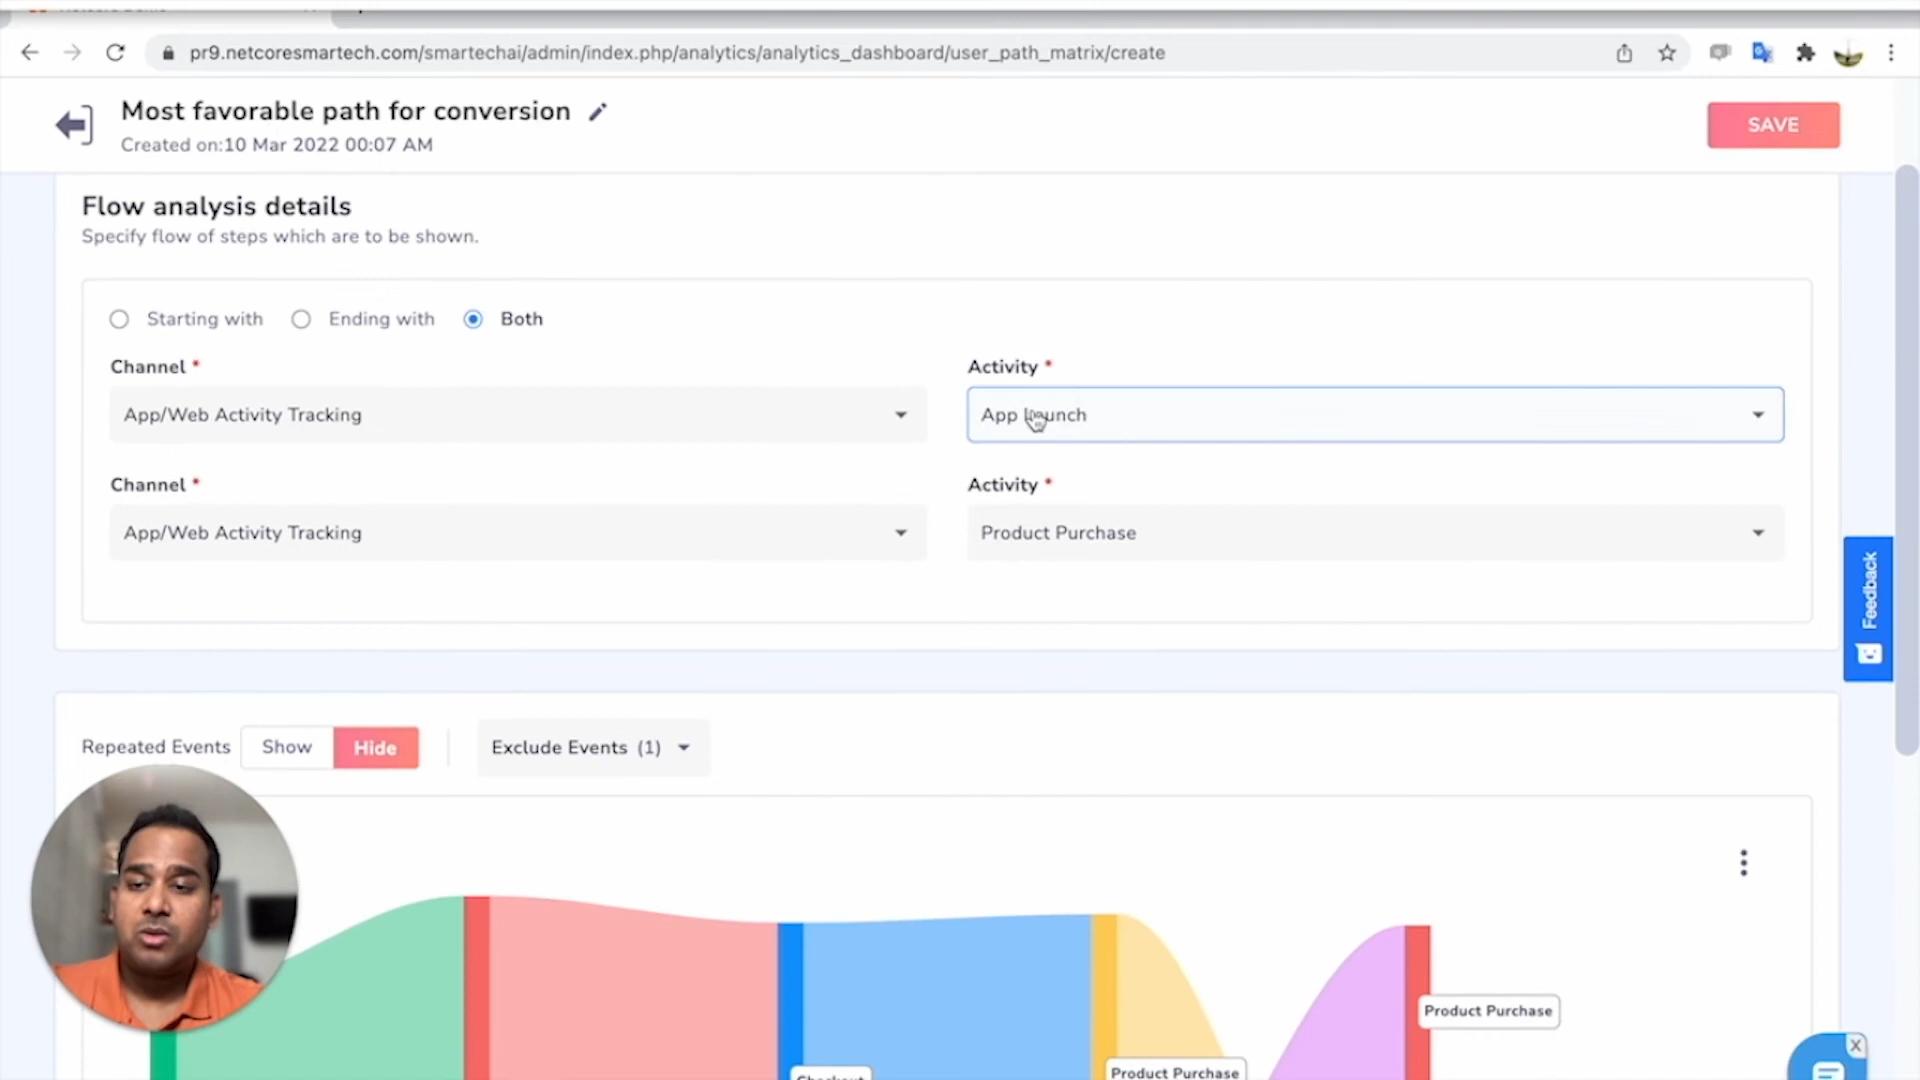 pr9.netcoresmartech.com/smartechai/admin/index.php/analytics/analytics_dashboard/user_path_matrix/create
Most favorable path for conversion
Created on:10 Mar 2022 00:07 AM
SAVE
Flow analysis details
Specify flow of steps which are to be shown.
Starting with Ending with Both
Channel * Activity *
App/Web Activity Tracking App Launch
Channel * Activity *
App/Web Activity Tracking Product Purchase
Feedback
Repeated Events Show Hide Exclude Events (1)
Product Purchase
Product Purchase
Checkout
X